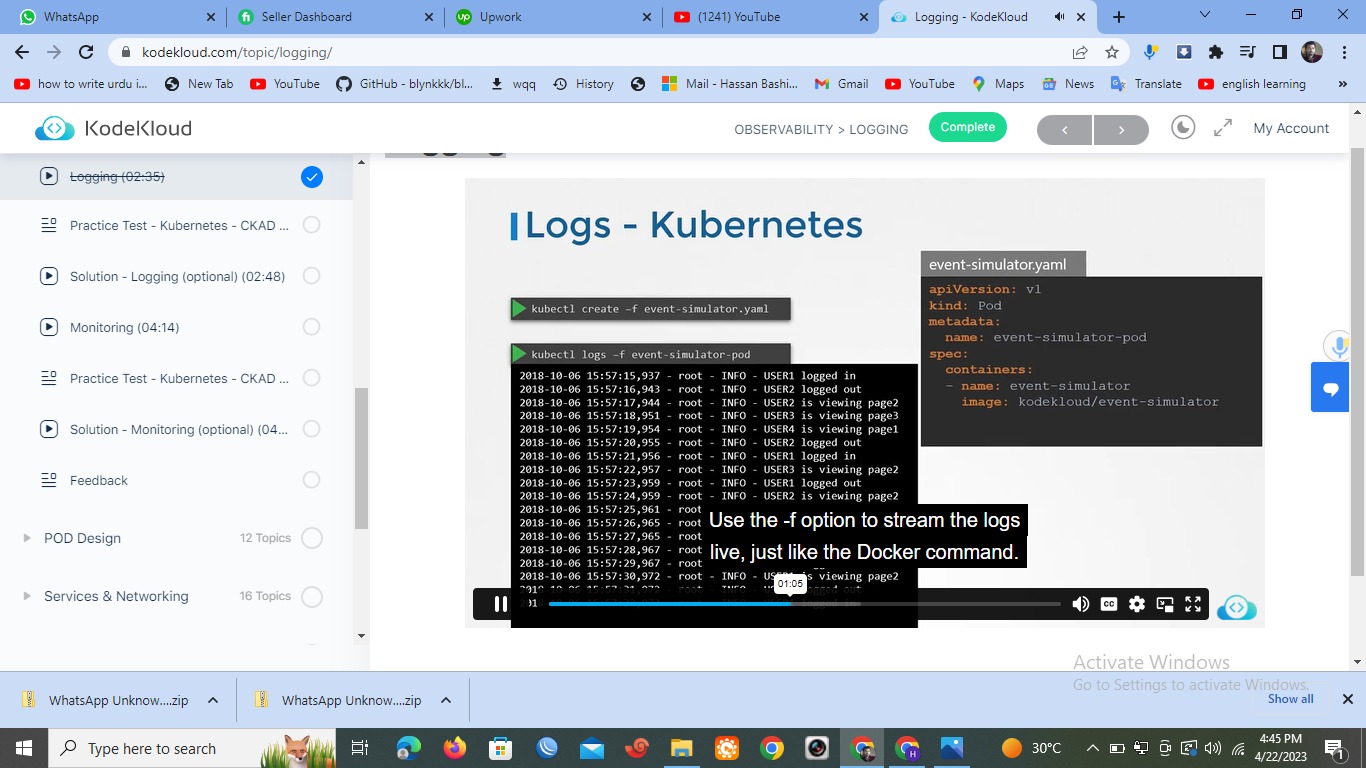 WhatsApp
Seller Dashboard
Upwork
(1241) YouTube
Logging - KodeKloud
kodekloud.com/topic/logging/
how to write urdu i...
New Tab
YouTube
GitHub - blynkkk/bl...
wqq
History
Mail - Hassan Bashi...
Gmail
YouTube
Maps
News
Translate
english learning
KodeKloud
OBSERVABILITY > LOGGING
Complete
My Account
Logging (02:35)
Practice Test - Kubernetes - CKAD ...
Solution - Logging (optional) (02:48)
Monitoring (04:14)
Practice Test - Kubernetes - CKAD ...
Solution - Monitoring (optional) (04...
Feedback
POD Design
12 Topics
Services & Networking
16 Topics
Logs - Kubernetes
kubectl create –f event-simulator.yaml
kubectl logs –f event-simulator-pod
2018-10-06 15:57:15,937 - root - INFO - USER1 logged in
2018-10-06 15:57:16,943 - root - INFO - USER2 logged out
2018-10-06 15:57:17,944 - root - INFO - USER2 is viewing page2
2018-10-06 15:57:18,951 - root - INFO - USER3 is viewing page3
2018-10-06 15:57:19,954 - root - INFO - USER4 is viewing page1
2018-10-06 15:57:20,955 - root - INFO - USER2 logged out
2018-10-06 15:57:21,956 - root - INFO - USER1 logged in
2018-10-06 15:57:22,957 - root - INFO - USER3 is viewing page2
2018-10-06 15:57:23,959 - root - INFO - USER1 logged out
2018-10-06 15:57:24,959 - root - INFO - USER2 is viewing page2
2018-10-06 15:57:25,961 - root
2018-10-06 15:57:26,965 - root
2018-10-06 15:57:27,965 - root
2018-10-06 15:57:28,967 - root
2018-10-06 15:57:29,967 - root
2018-10-06 15:57:30,972 - root - INFO - is viewing page2
event-simulator.yaml
apiVersion: v1
kind: Pod
metadata:
name: event-simulator-pod
spec:
containers:
- name: event-simulator
image: kodekloud/event-simulator
Use the -f option to stream the logs
live, just like the Docker command.
01:05
CC
Activate Windows
Go to Settings to activate Windows.
WhatsApp Unknow....zip
WhatsApp Unknow....zip
Show all
Type here to search
30°C
4:45 PM
4/22/2023
1